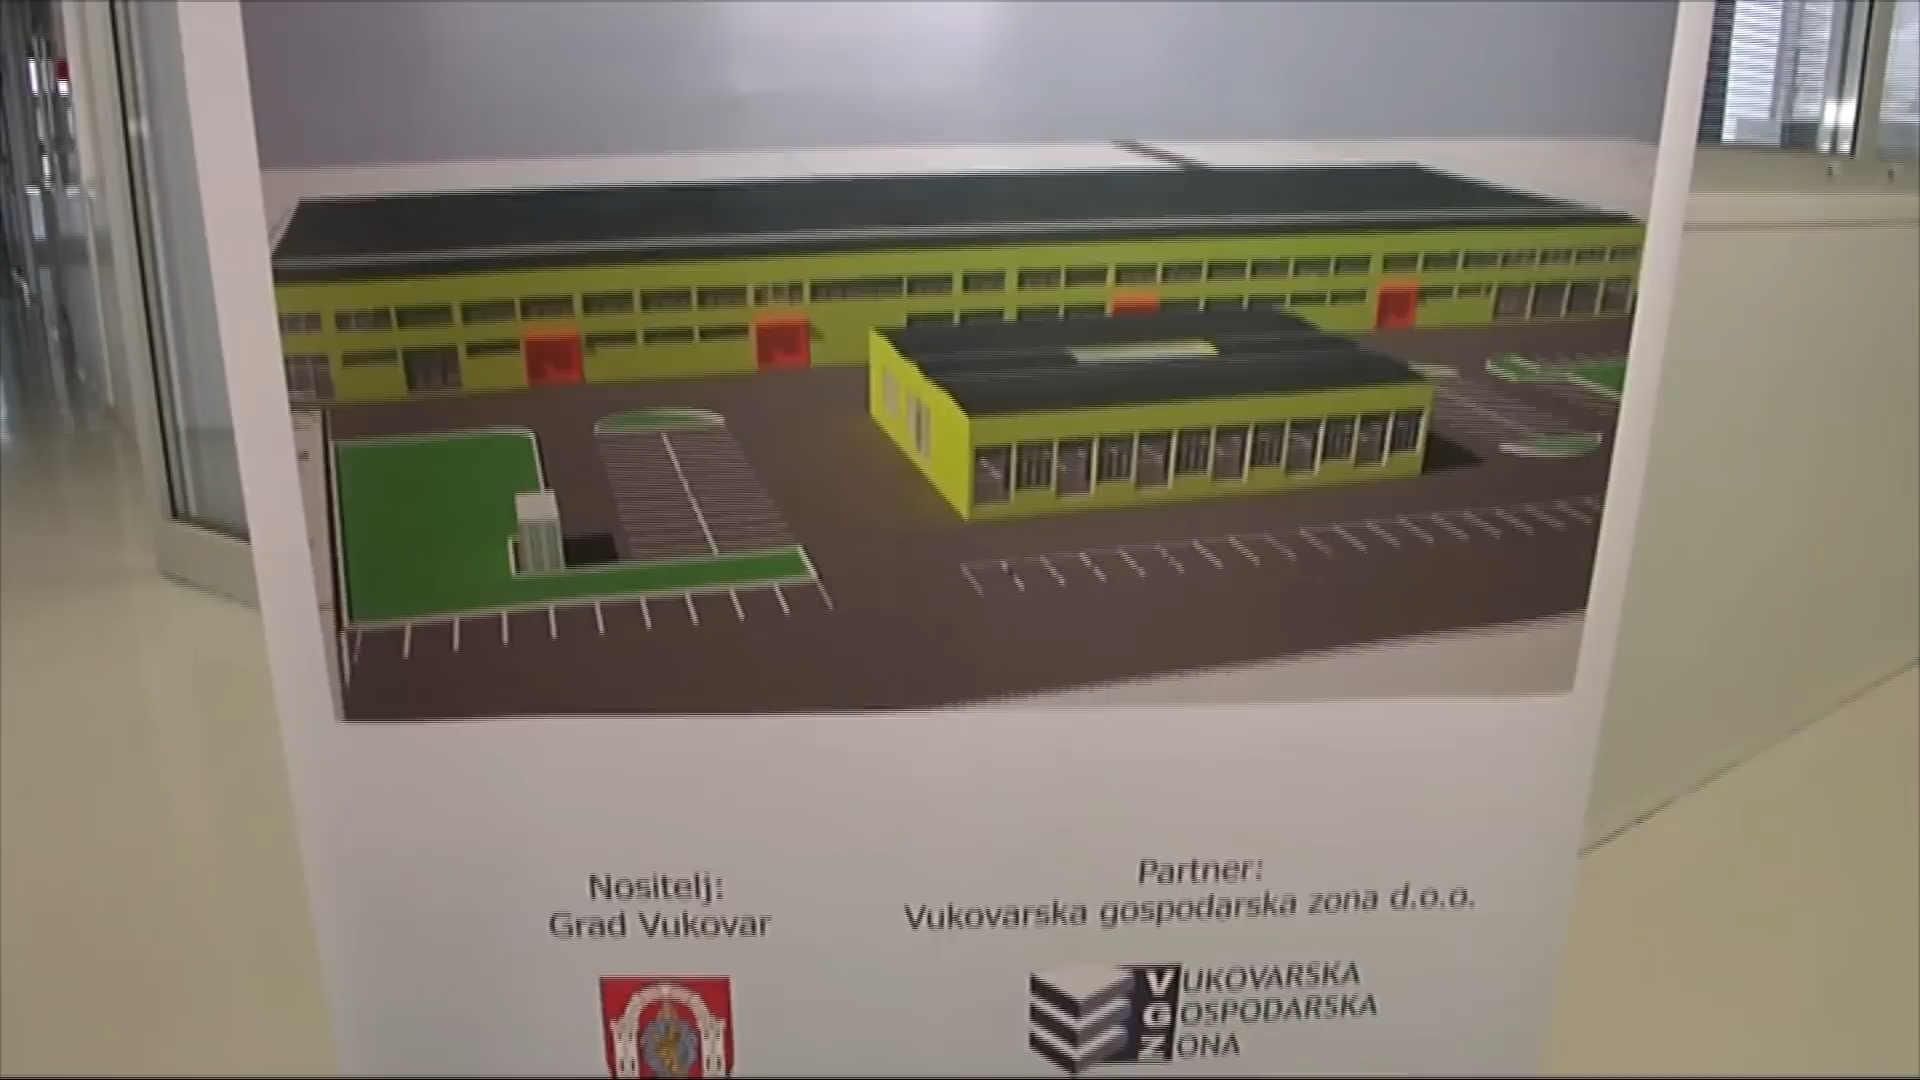 Nositelj:
Grad Vukovar
Partner:
Vukovarska gospodarska zona d.o.o.
VUKOVARSKA
GOSPODARSKA
ZONA